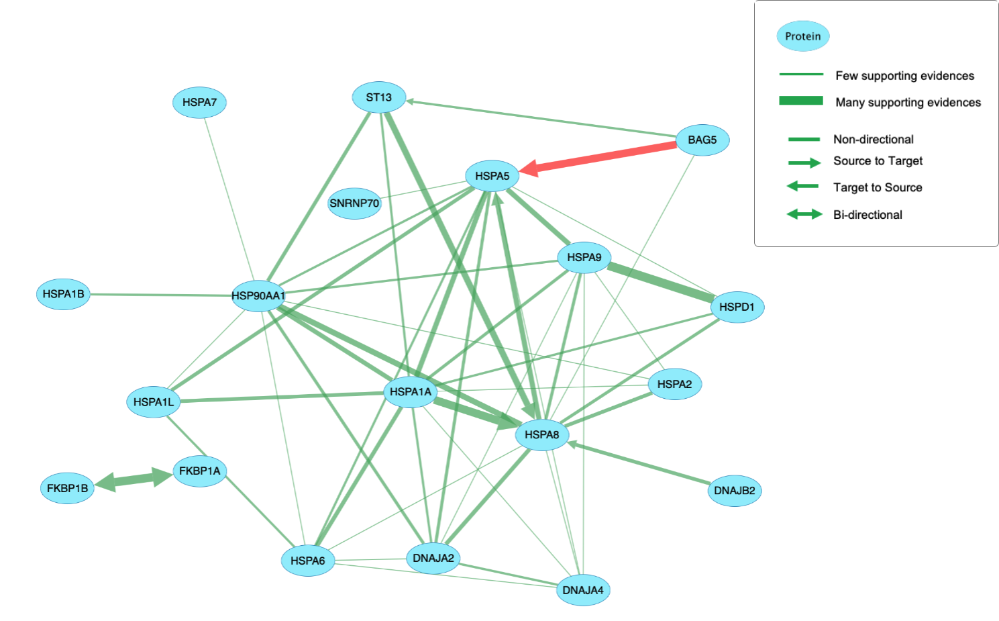 Protein
Few supporting evidences
Many supporting evidences
Non-directional
Source to Target
Target to Source
Bi-directional
HSPA7
ST13
BAG5
HSPA5
SNRNP70
HSPA9
HSPA1B
HSP90AA1
HSPD1
HSPA2
HSPA1A
HSPA1L
HSPA8
FKBP1A
FKBP1B
DNAJB2
HSPA6
DNAJA2
DNAJA4